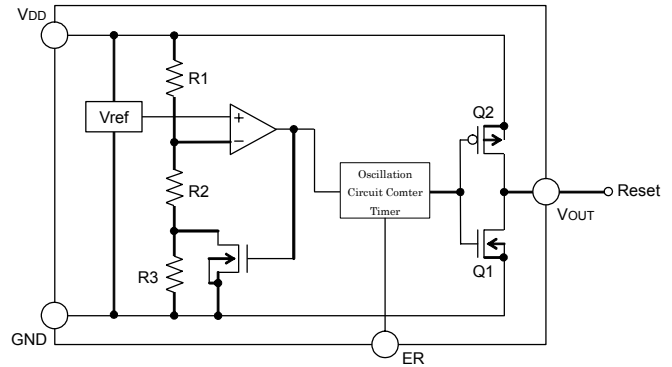 VDD
R1
Q2
Vref
+
−
Oscillation
Circuit Comter
Timer
Reset
R2
VOUT
R3
Q1
GND
ER